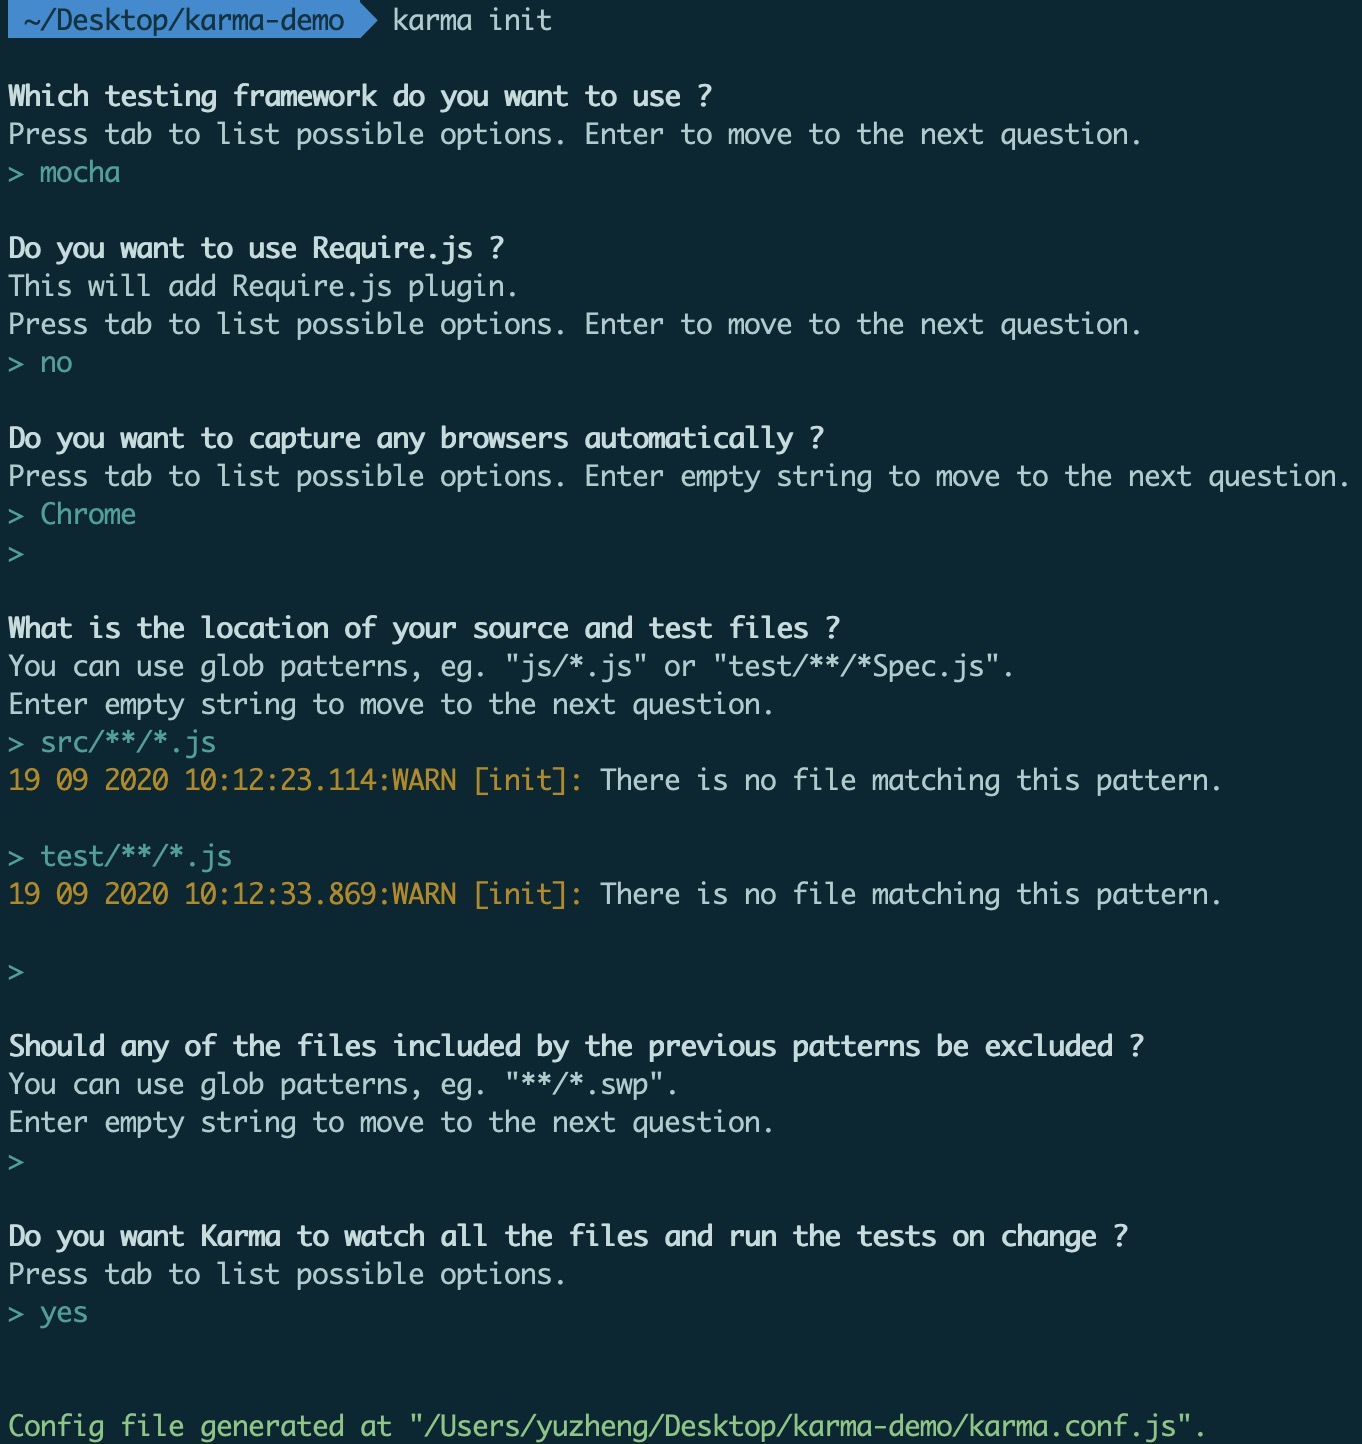 ~/Desktop/karma-demo karma init
Which testing framework do you want to use ?
Press tab to list possible options. Enter to move to the next question.
> mocha
Do you want to use Require.js ?
This will add Require.js plugin.
Press tab to list possible options. Enter to move to the next question.
> no
Do you want to capture any browsers automatically ?
Press tab to list possible options. Enter empty string to move to the next question.
> Chrome
>
What is the location of your source and test files ?
You can use glob patterns, eg. "js/*.js" or "test/**/*Spec.js".
Enter empty string to move to the next question.
> src/**/*.js
19 09 2020 10:12:23.114:WARN [init]: There is no file matching this pattern.
> test/**/*.js
19 09 2020 10:12:33.869:WARN [init]: There is no file matching this pattern.
>
Should any of the files included by the previous patterns be excluded ?
You can use glob patterns, eg. "**/*.swp".
Enter empty string to move to the next question.
>
Do you want Karma to watch all the files and run the tests on change ?
Press tab to list possible options.
> yes
Config file generated at "/Users/yuzheng/Desktop/karma-demo/karma.conf.js".